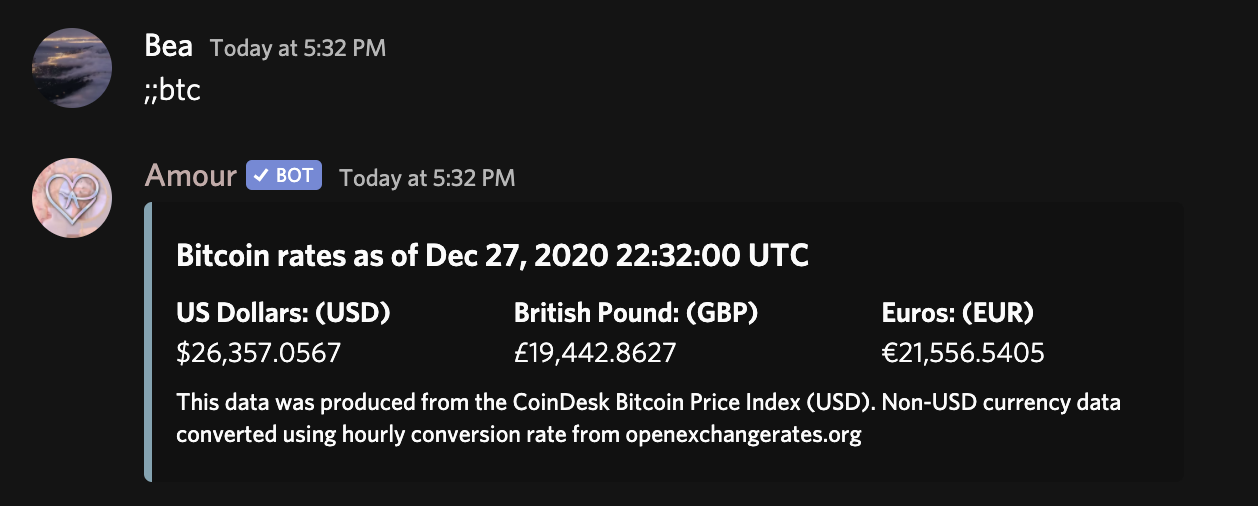 Bea Today at 5:32 PM
;;btc
Amour ✓ BOT Today at 5:32 PM
Bitcoin rates as of Dec 27, 2020 22:32:00 UTC
US Dollars: (USD) British Pound: (GBP) Euros: (EUR)
$26,357.0567 £19,442.8627 €21,556.5405
This data was produced from the CoinDesk Bitcoin Price Index (USD). Non-USD currency data
converted using hourly conversion rate from openexchangerates.org